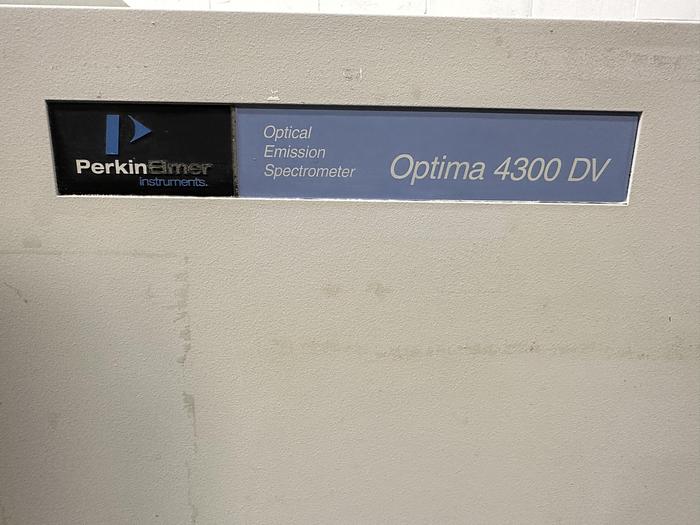 PerkinElmer
instruments.
Optical
Emission
Spectrometer
Optima 4300 DV